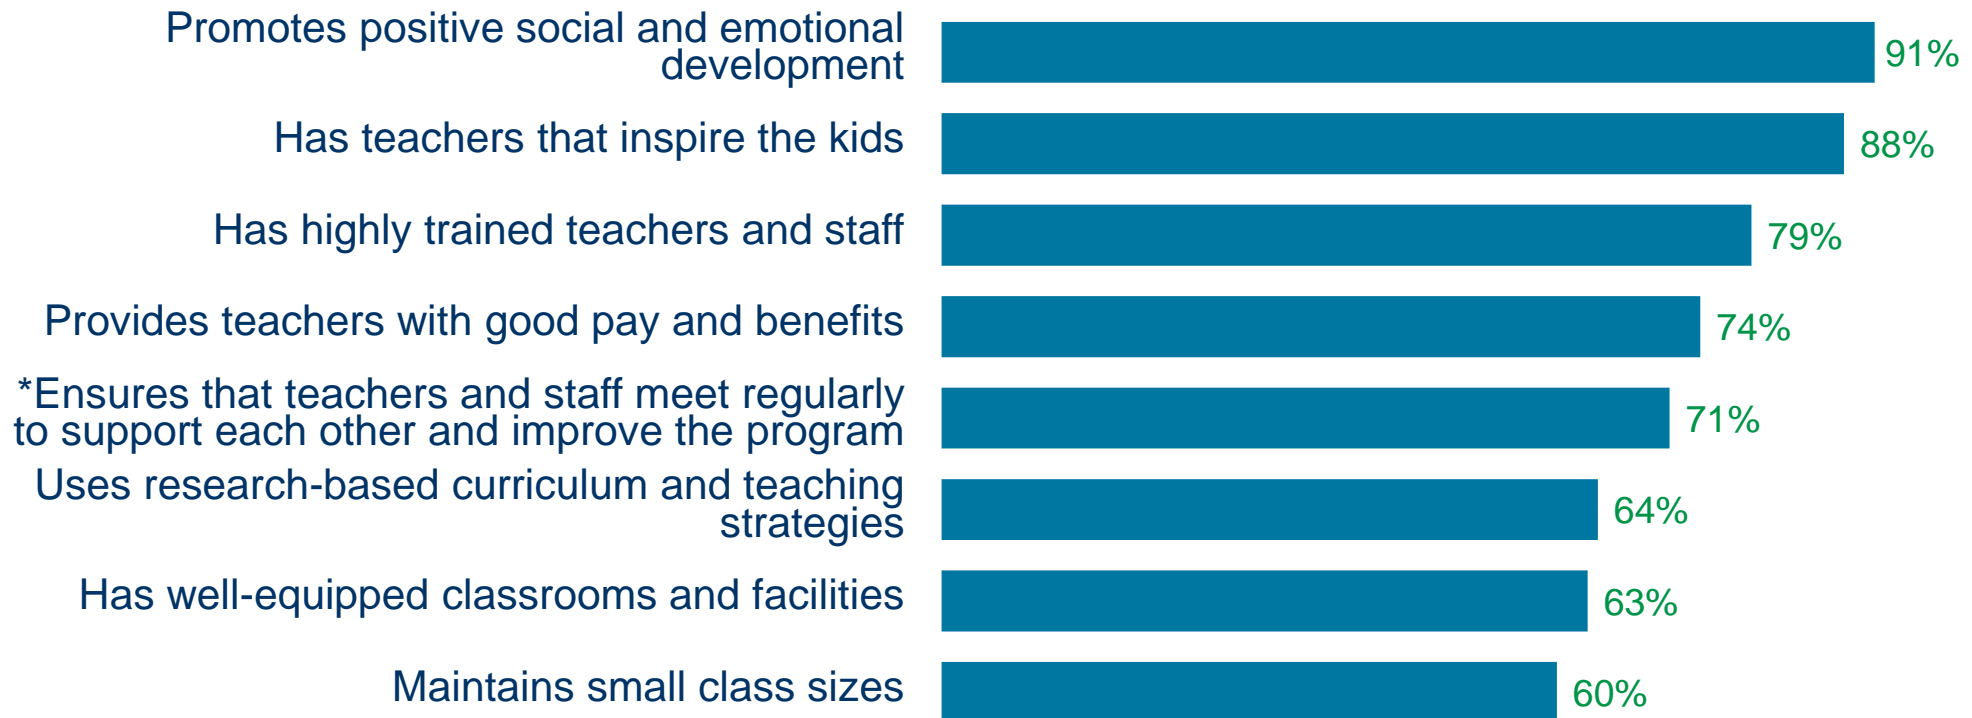 Promotes positive social and emotional
development
91%
Has teachers that inspire the kids
88%
Has highly trained teachers and staff
79%
Provides teachers with good pay and benefits
74%
*Ensures that teachers and staff meet regularly
to support each other and improve the program
71%
Uses research-based curriculum and teaching
strategies
64%
Has well-equipped classrooms and facilities
63%
Maintains small class sizes
60%